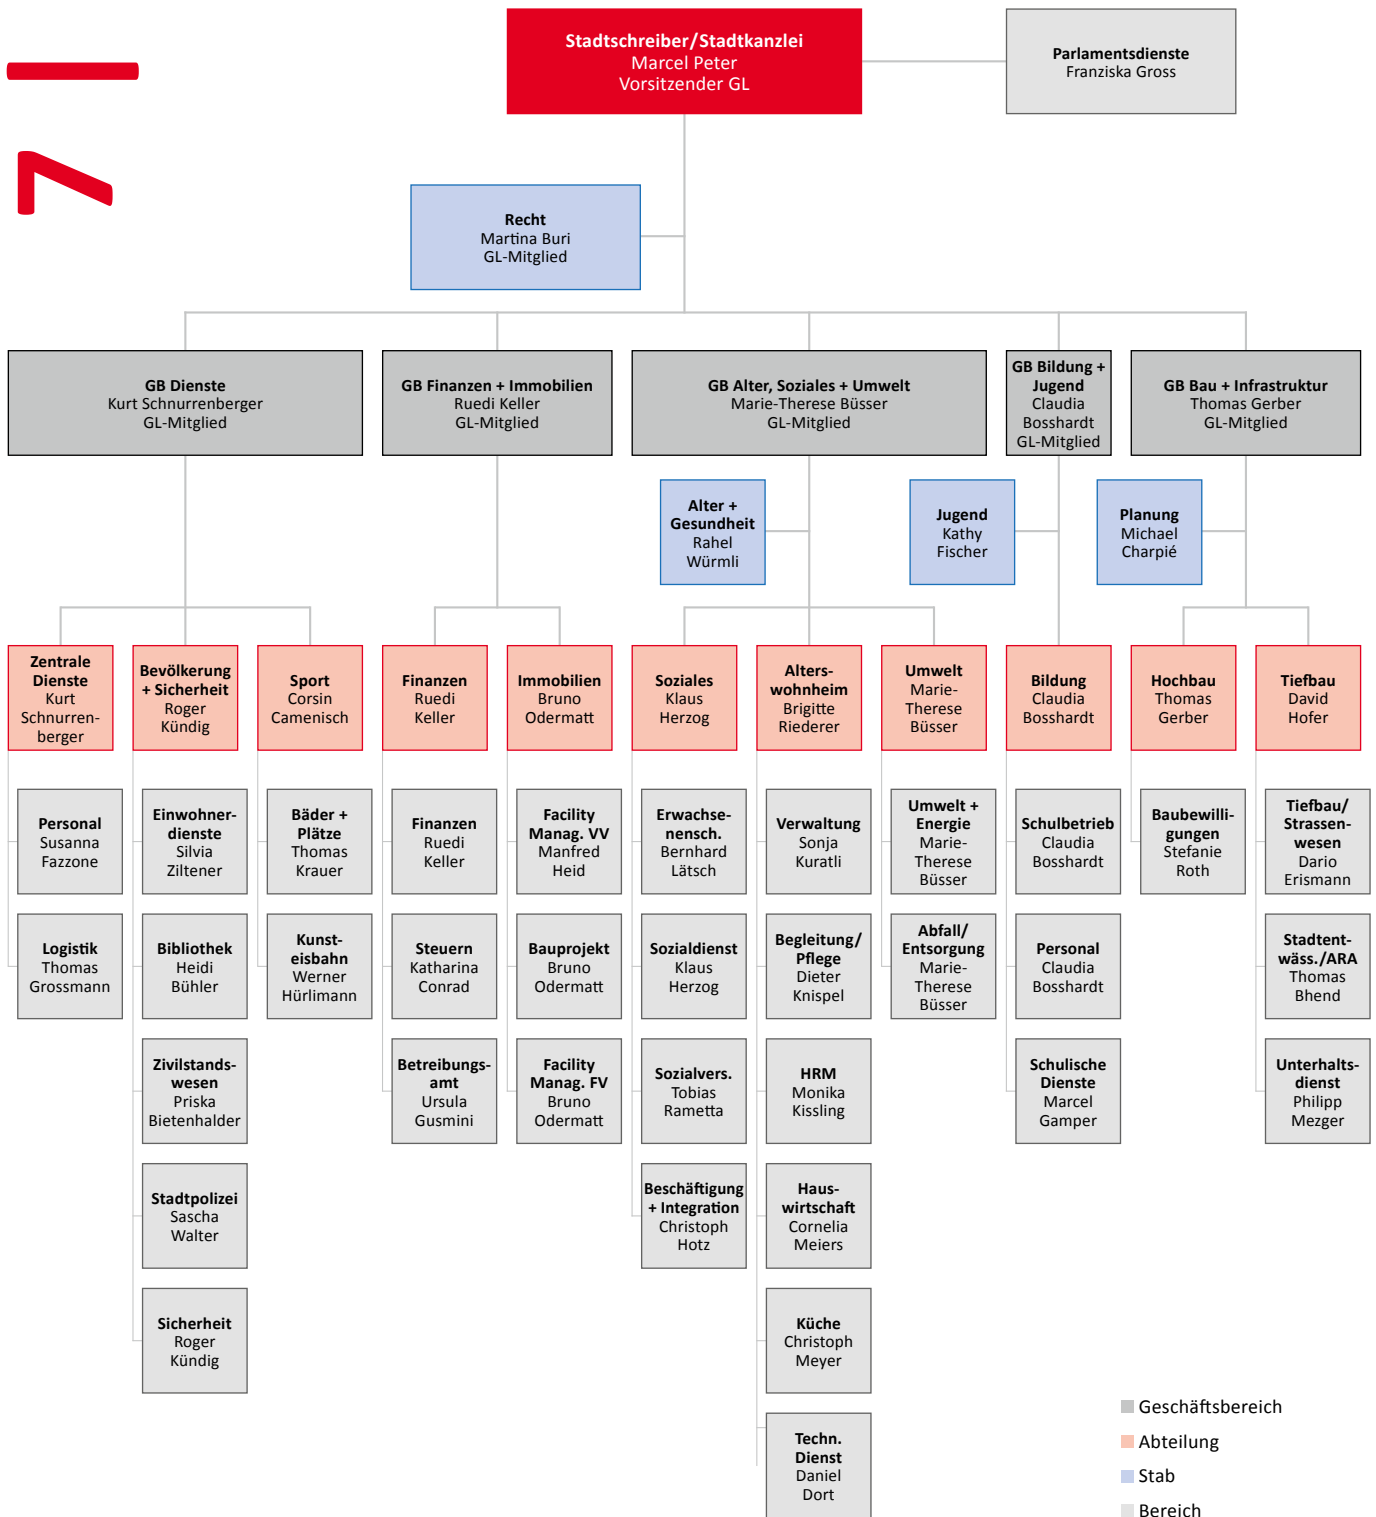 Stadtschreiber/Stadtkanzlei
Marcel Peter
Vorsitzender GL
Parlamentsdienste
Franziska Gross
Recht
Martina Buri
GL-Mitglied
GB Dienste
Kurt Schnurrenberger
GL-Mitglied
GB Finanzen + Immobilien
Ruedi Keller
GL-Mitglied
GB Alter, Soziales + Umwelt
Marie-Therese Büsser
GL-Mitglied
GB Bildung +
Jugend
Claudia
Bosshardt
GL-Mitglied
GB Bau + Infrastruktur
Thomas Gerber
GL-Mitglied
Alter +
Gesundheit
Rahel
Würmli
Jugend
Kathy
Fischer
Planung
Michael
Charpié
Zentrale
Dienste
Kurt
Schnurren-
berger
Bevölkerung
+ Sicherheit
Roger
Kündig
Sport
Corsin
Camenisch
Finanzen
Ruedi
Keller
Immobilien
Bruno
Odermatt
Soziales
Klaus
Herzog
Alters-
wohnheim
Brigitte
Riederer
Umwelt
Marie-
Therese
Büsser
Bildung
Claudia
Bosshardt
Hochbau
Thomas
Gerber
Tiefbau
David
Hofer
Personal
Susanna
Fazzone
Einwohner-
dienste
Silvia
Ziltener
Bäder +
Plätze
Thomas
Krauer
Finanzen
Ruedi
Keller
Facility
Manag. VV
Manfred
Heid
Erwachse-
nensch.
Bernhard
Lätsch
Verwaltung
Sonja
Kuratli
Umwelt +
Energie
Marie-
Therese
Büsser
Schulbetrieb
Claudia
Bosshardt
Baubewilli-
gungen
Stefanie
Roth
Tiefbau/
Strassen-
wesen
Dario
Erismann
Logistik
Thomas
Grossmann
Bibliothek
Heidi
Bühler
Kunst-
eisbahn
Werner
Hürlimann
Steuern
Katharina
Conrad
Bauprojekt
Bruno
Odermatt
Sozialdienst
Klaus
Herzog
Begleitung/
Pflege
Dieter
Knispel
Abfall/
Entsorgung
Marie-
Therese
Büsser
Personal
Claudia
Bosshardt
Stadtent-
wäss./ARA
Thomas
Bhend
Zivilstands-
wesen
Priska
Bietenhalder
Betreibungs-
amt
Ursula
Gusmini
Facility
Manag. FV
Bruno
Odermatt
Sozialvers.
Tobias
Rametta
HRM
Monika
Kissling
Schulische
Dienste
Marcel
Gamper
Unterhalts-
dienst
Philipp
Mezger
Stadtpolizei
Sascha
Walter
Beschäftigung
+ Integration
Christoph
Hotz
Haus-
wirtschaft
Cornelia
Meiers
Sicherheit
Roger
Kündig
Küche
Christoph
Meyer
Techn.
Dienst
Daniel
Dort
Geschäftsbereich
Abteilung
Stab
Bereich